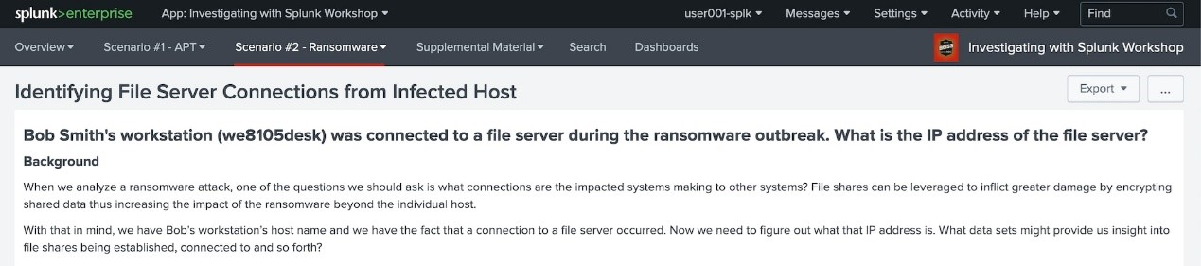 splunk>enterprise App: Investigating with Splunk Workshop user001-splk Messages Settings Activity Help Find
Overview Scenario #1 - APT Scenario #2 - Ransomware Supplemental Material Search Dashboards Investigating with Splunk Workshop
Identifying File Server Connections from Infected Host Export ...
Bob Smith's workstation (we8105desk) was connected to a file server during the ransomware outbreak. What is the IP address of the file server?
Background
When we analyze a ransomware attack, one of the questions we should ask is what connections are the impacted systems making to other systems? File shares can be leveraged to inflict greater damage by encrypting
shared data thus increasing the impact of the ransomware beyond the individual host.
With that in mind, we have Bob's workstation's host name and we have the fact that a connection to a file server occurred. Now we need to figure out what that IP address is. What data sets might provide us insight into
file shares being established, connected to and so forth?